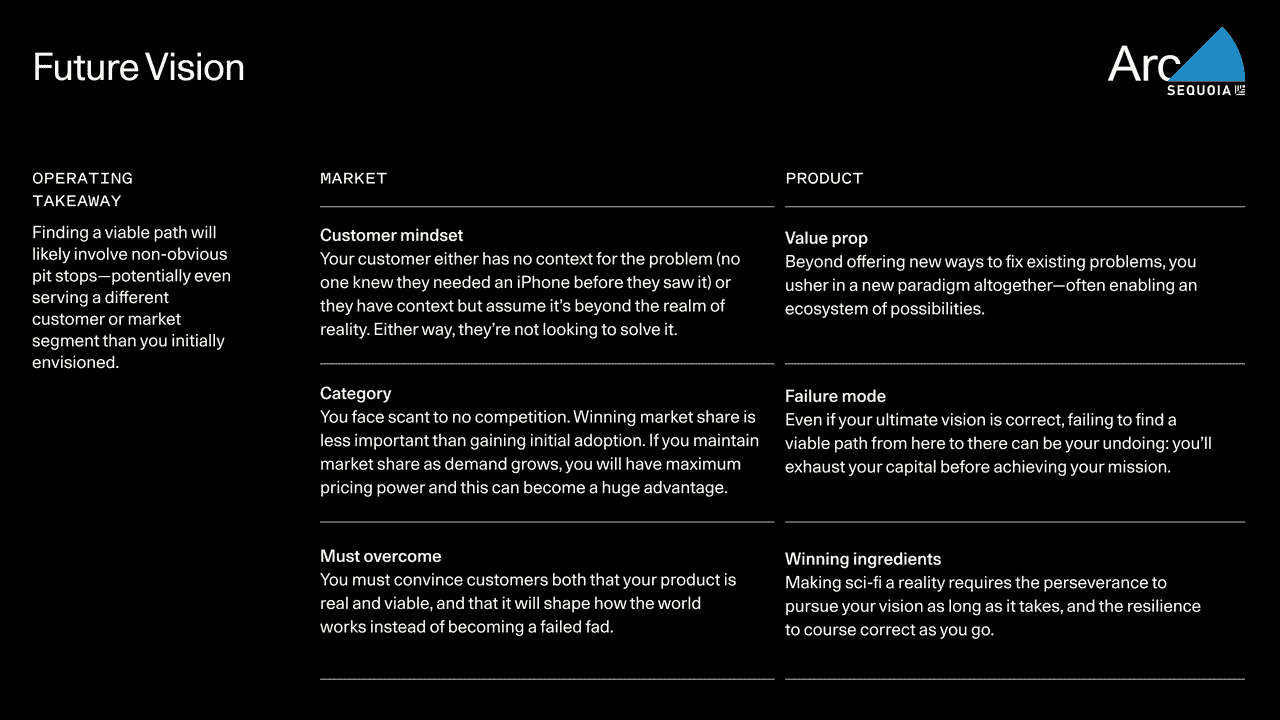 Future Vision
Arc
SEQUOIA
OPERATING
TAKEAWAY
Finding a viable path will
likely involve non-obvious
pit stops—potentially even
serving a different
customer or market
segment than you initially
envisioned.
MARKET
Customer mindset
Your customer either has no context for the problem (no
one knew they needed an iPhone before they saw it) or
they have context but assume it’s beyond the realm of
reality. Either way, they’re not looking to solve it.
Category
You face scant to no competition. Winning market share is
less important than gaining initial adoption. If you maintain
market share as demand grows, you will have maximum
pricing power and this can become a huge advantage.
Must overcome
You must convince customers both that your product is
real and viable, and that it will shape how the world
works instead of becoming a failed fad.
PRODUCT
Value prop
Beyond offering new ways to fix existing problems, you
usher in a new paradigm altogether—often enabling an
ecosystem of possibilities.
Failure mode
Even if your ultimate vision is correct, failing to find a
viable path from here to there can be your undoing: you’ll
exhaust your capital before achieving your mission.
Winning ingredients
Making sci-fi a reality requires the perseverance to
pursue your vision as long as it takes, and the resilience
to course correct as you go.